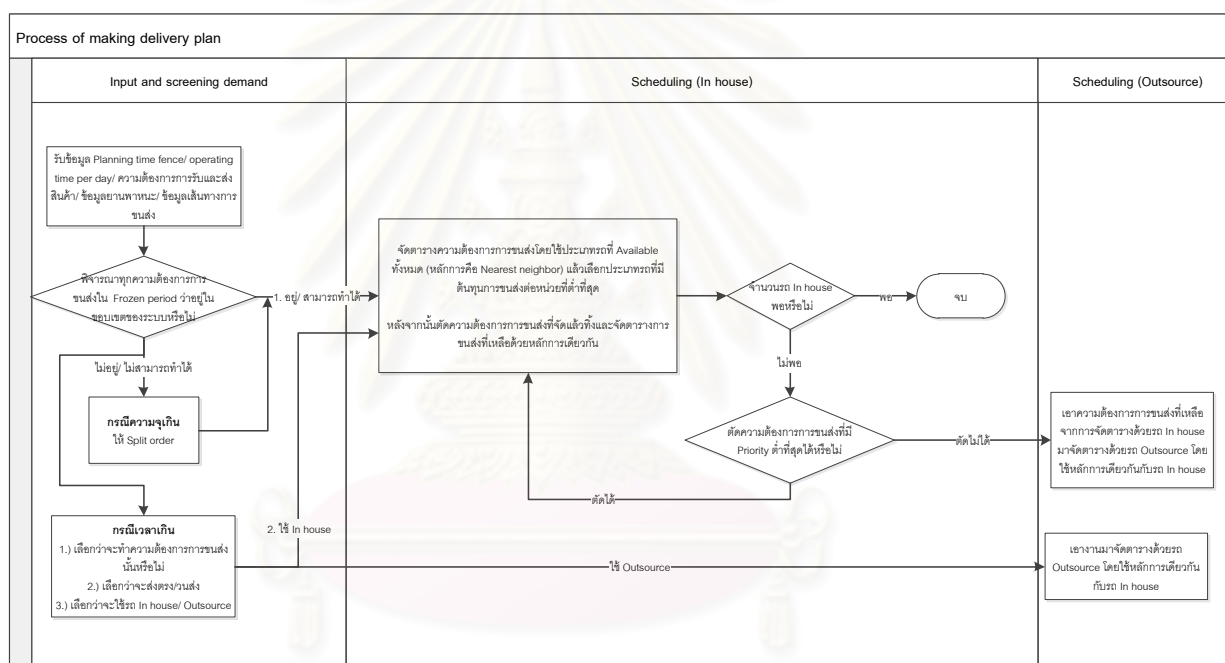 Process of making delivery plan
Input and screening demand
Scheduling (In house)
Scheduling (Outsource)
รับข้อมูล Planning time fence/ operating
time per day/ ความต้องการการรับและส่ง
สินค้า/ ข้อมูลยานพาหนะ/ ข้อมูลเส้นทางการ
ขนส่ง
พิจารณาทุกความต้องการการ
ขนส่งใน Frozen period ว่าอยู่ใน
ขอบเขตของระบบหรือไม่
1. อยู่/ สามารถทำได้
ไม่อยู่/ ไม่สามารถทำได้
กรณีความจุเกิน
ให้ Split order
กรณีเวลาเกิน
1.) เลือกว่าจะทำความต้องการการขนส่ง
นั้นหรือไม่
2.) เลือกว่าจะส่งตรง/วนส่ง
3.) เลือกว่าจะใช้รถ In house/ Outsource
2. ใช้ In house
ใช้ Outsource
จัดตารางความต้องการการขนส่งโดยใช้ประเภทรถที่ Available
ทั้งหมด (หลักการคือ Nearest neighbor) แล้วเลือกประเภทรถที่มี
ต้นทุนการขนส่งต่อหน่วยที่ต่ำที่สุด
หลังจากนั้นตัดความต้องการการขนส่งที่จัดแล้วทิ้งและจัดตารางการ
ขนส่งที่เหลือด้วยหลักการเดียวกัน
จำนวนรถ In house
พอหรือไม่
พอ
จบ
ไม่พอ
ตัดความต้องการการขนส่งที่มี
Priority ต่ำที่สุดได้หรือไม่
ตัดได้
ตัดไม่ได้
เอาความต้องการการขนส่งที่เหลือ
จากการจัดตารางด้วยรถ In house
มาจัดตารางด้วยรถ Outsource โดย
ใช้หลักการเดียวกันกับรถ In house
เอางานมาจัดตารางด้วยรถ
Outsource โดยใช้หลักการเดียวกัน
กับรถ In house